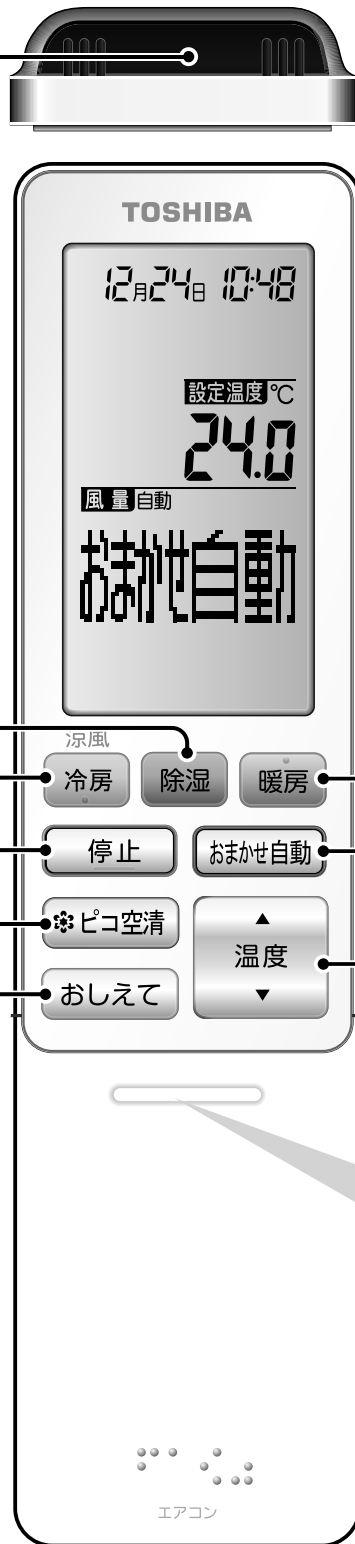 TOSHIBA
12月24日 10:48
設定温度 ℃
24.0
風量 自動
おまかせ自動
涼風
冷房 除湿 暖房
停止 おまかせ自動
ピコ空清
▲
温度
▼
おしえて
エアコン